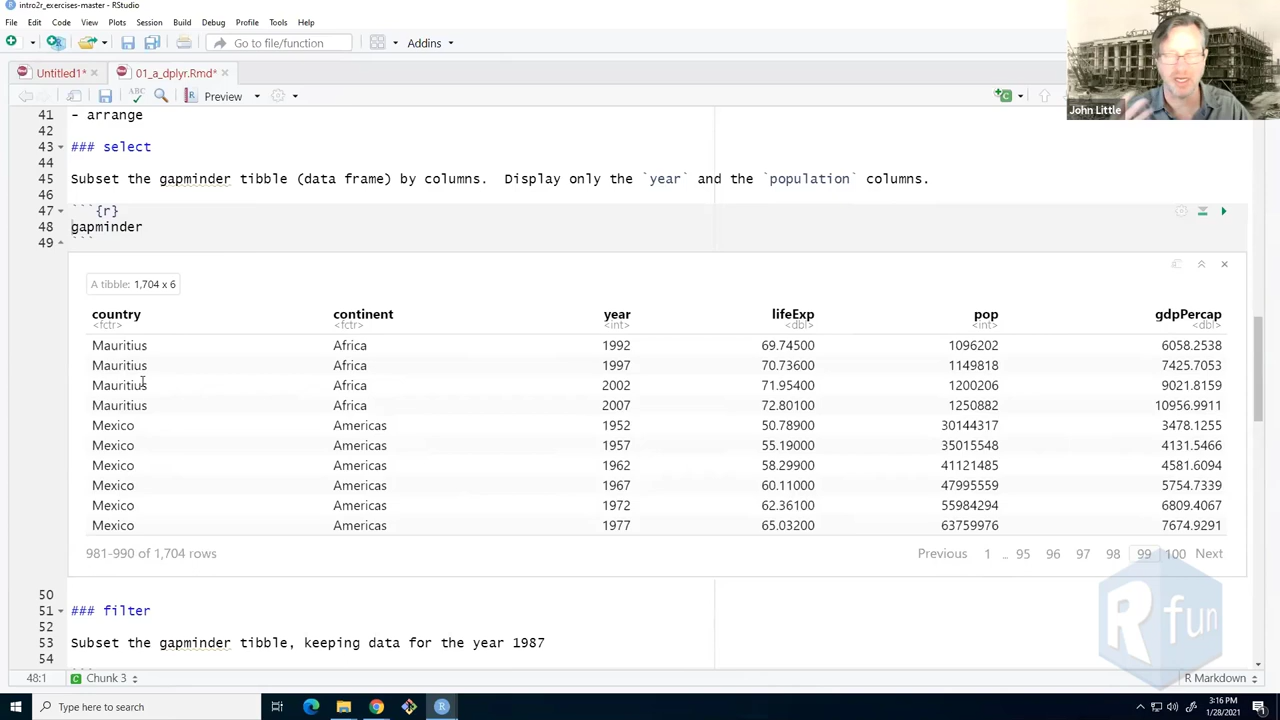 intro2r_exercises-master - RStudio
File Edit Code View Plots Session Build Debug Profile Tools Help
Go to file/function Addins
Untitled1* 01_a_dplyr.Rmd*
ABC Preview
John Little
41 - arrange
42
43 ### select
44
45 Subset the gapminder tibble (data frame) by columns. Display only the `year` and the `population` columns.
46
47 ```{r}
48 gapminder
49 ```
A tibble: 1,704 x 6
country continent year lifeExp pop gdpPercap
<fctr> <fctr> <int> <dbl> <int> <dbl>
Mauritius Africa 1992 69.74500 1096202 6058.2538
Mauritius Africa 1997 70.73600 1149818 7425.7053
Mauritius Africa 2002 71.95400 1200206 9021.8159
Mauritius Africa 2007 72.80100 1250882 10956.9911
Mexico Americas 1952 50.78900 30144317 3478.1255
Mexico Americas 1957 55.19000 35015548 4131.5466
Mexico Americas 1962 58.29900 41121485 4581.6094
Mexico Americas 1967 60.11000 47995559 5754.7339
Mexico Americas 1972 62.36100 55984294 6809.4067
Mexico Americas 1977 65.03200 63759976 7674.9291
981-990 of 1,704 rows Previous 1 ... 95 96 97 98 99 100 Next
50
51 ### filter
52
53 Subset the gapminder tibble, keeping data for the year 1987
54
R fun
48:1 Chunk 3 R Markdown
Type here to search
3:16 PM
1/28/2021